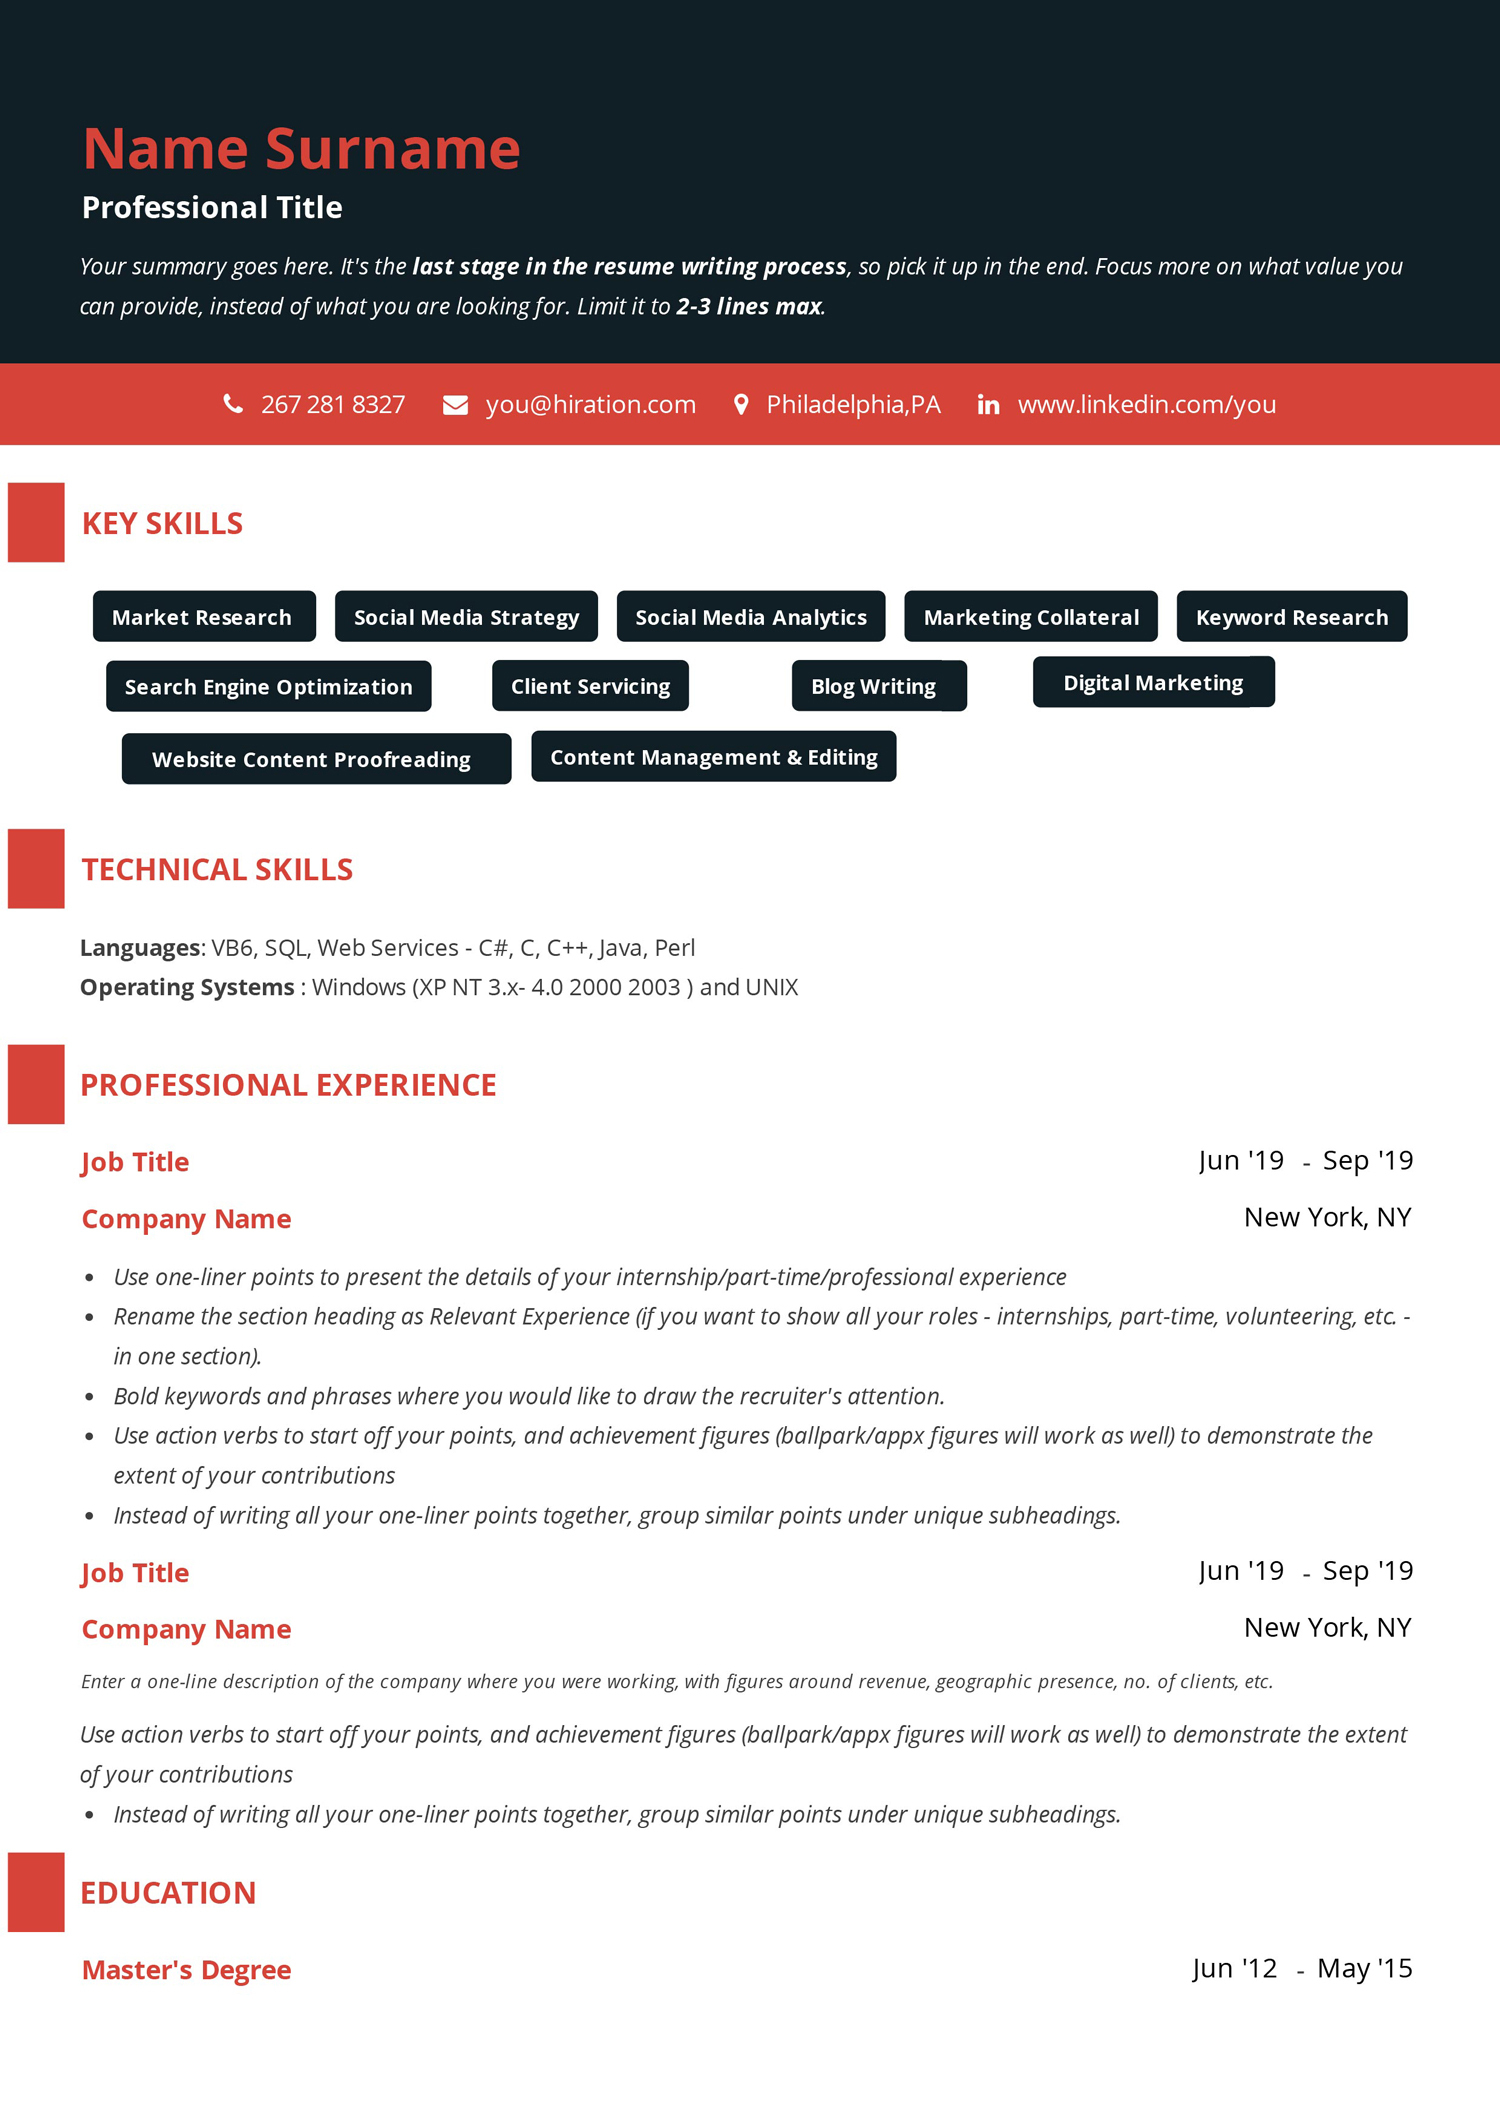 Name Surname
Professional Title
Your summary goes here. It's the last stage in the resume writing process, so pick it up in the end. Focus more on what value you
can provide, instead of what you are looking for. Limit it to 2-3 lines max.
267 281 8327 you@hiration.com Philadelphia,PA www.linkedin.com/you
KEY SKILLS
Market Research Social Media Strategy Social Media Analytics Marketing Collateral Keyword Research
Search Engine Optimization Client Servicing Blog Writing Digital Marketing
Website Content Proofreading Content Management & Editing
TECHNICAL SKILLS
Languages: VB6, SQL, Web Services - C#, C, C++, Java, Perl
Operating Systems : Windows (XP NT 3.x- 4.0 2000 2003 ) and UNIX
PROFESSIONAL EXPERIENCE
Job Title Jun '19 - Sep '19
Company Name New York, NY
• Use one-liner points to present the details of your internship/part-time/professional experience
• Rename the section heading as Relevant Experience (if you want to show all your roles - internships, part-time, volunteering, etc. -
in one section).
• Bold keywords and phrases where you would like to draw the recruiter's attention.
• Use action verbs to start off your points, and achievement figures (ballpark/appx figures will work as well) to demonstrate the
extent of your contributions
• Instead of writing all your one-liner points together, group similar points under unique subheadings.
Job Title Jun '19 - Sep '19
Company Name New York, NY
Enter a one-line description of the company where you were working, with figures around revenue, geographic presence, no. of clients, etc.
Use action verbs to start off your points, and achievement figures (ballpark/appx figures will work as well) to demonstrate the extent
of your contributions
• Instead of writing all your one-liner points together, group similar points under unique subheadings.
EDUCATION
Master's Degree Jun '12 - May '15